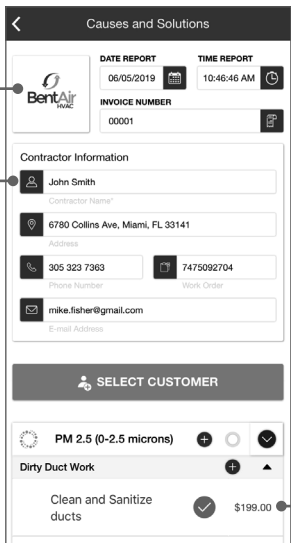 Causes and Solutions
DATE REPORT
TIME REPORT
06/05/2019
10:46:46 AM
BentAir
HVAC
INVOICE NUMBER
00001
Contractor Information
John Smith
Contractor Name*
6780 Collins Ave, Miami, FL 33141
Address
305 323 7363
7475092704
Phone Number
Work Order
mike.fisher@gmail.com
E-mail Address
SELECT CUSTOMER
PM 2.5 (0-2.5 microns)
Dirty Duct Work
Clean and Sanitize
ducts
$199.00